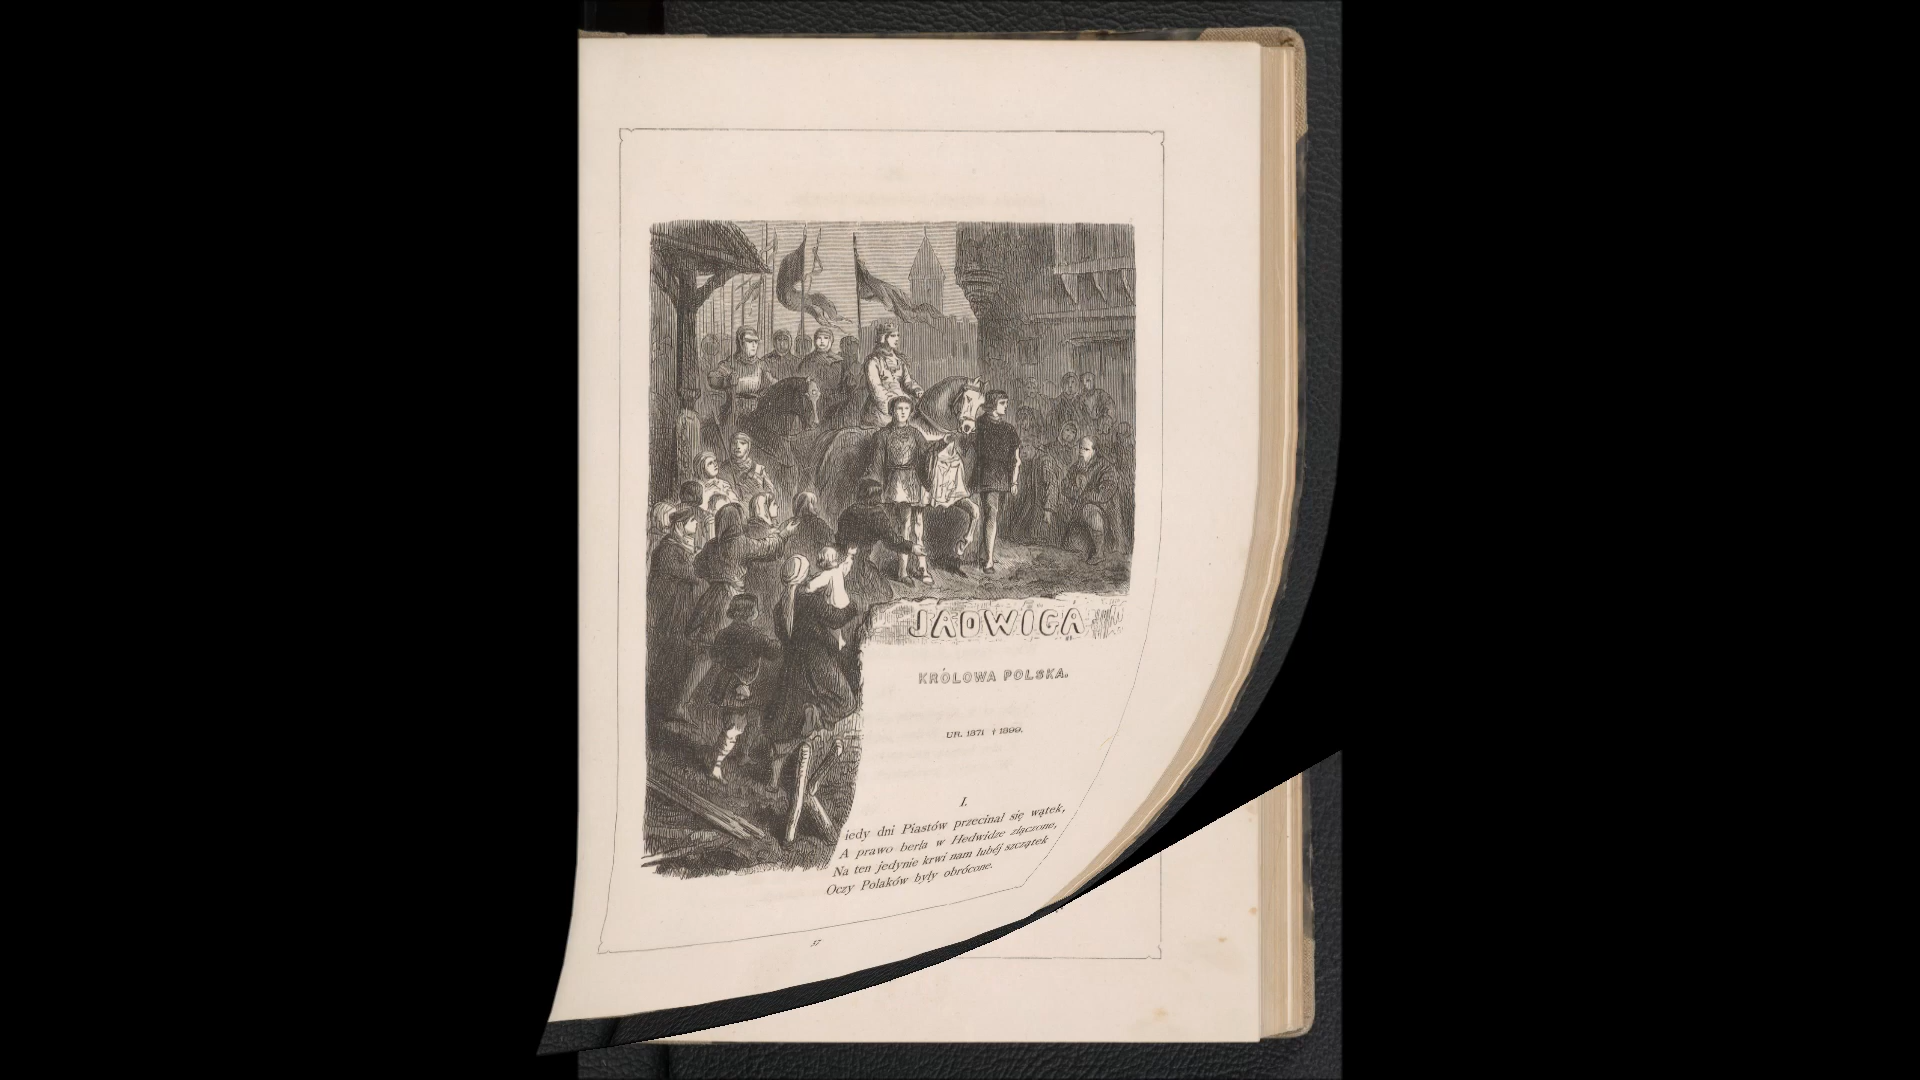 JADWIGA
KRÓLOWA POLSKA.
UR. 1371 † 1399.
I.
iedy dni Piastów przecinał się wątek,
A prawo berła w Hedwidze złączone,
Na ten jedynie krwi nam lubéj szczątek
Oczy Polaków były obrócone.
37